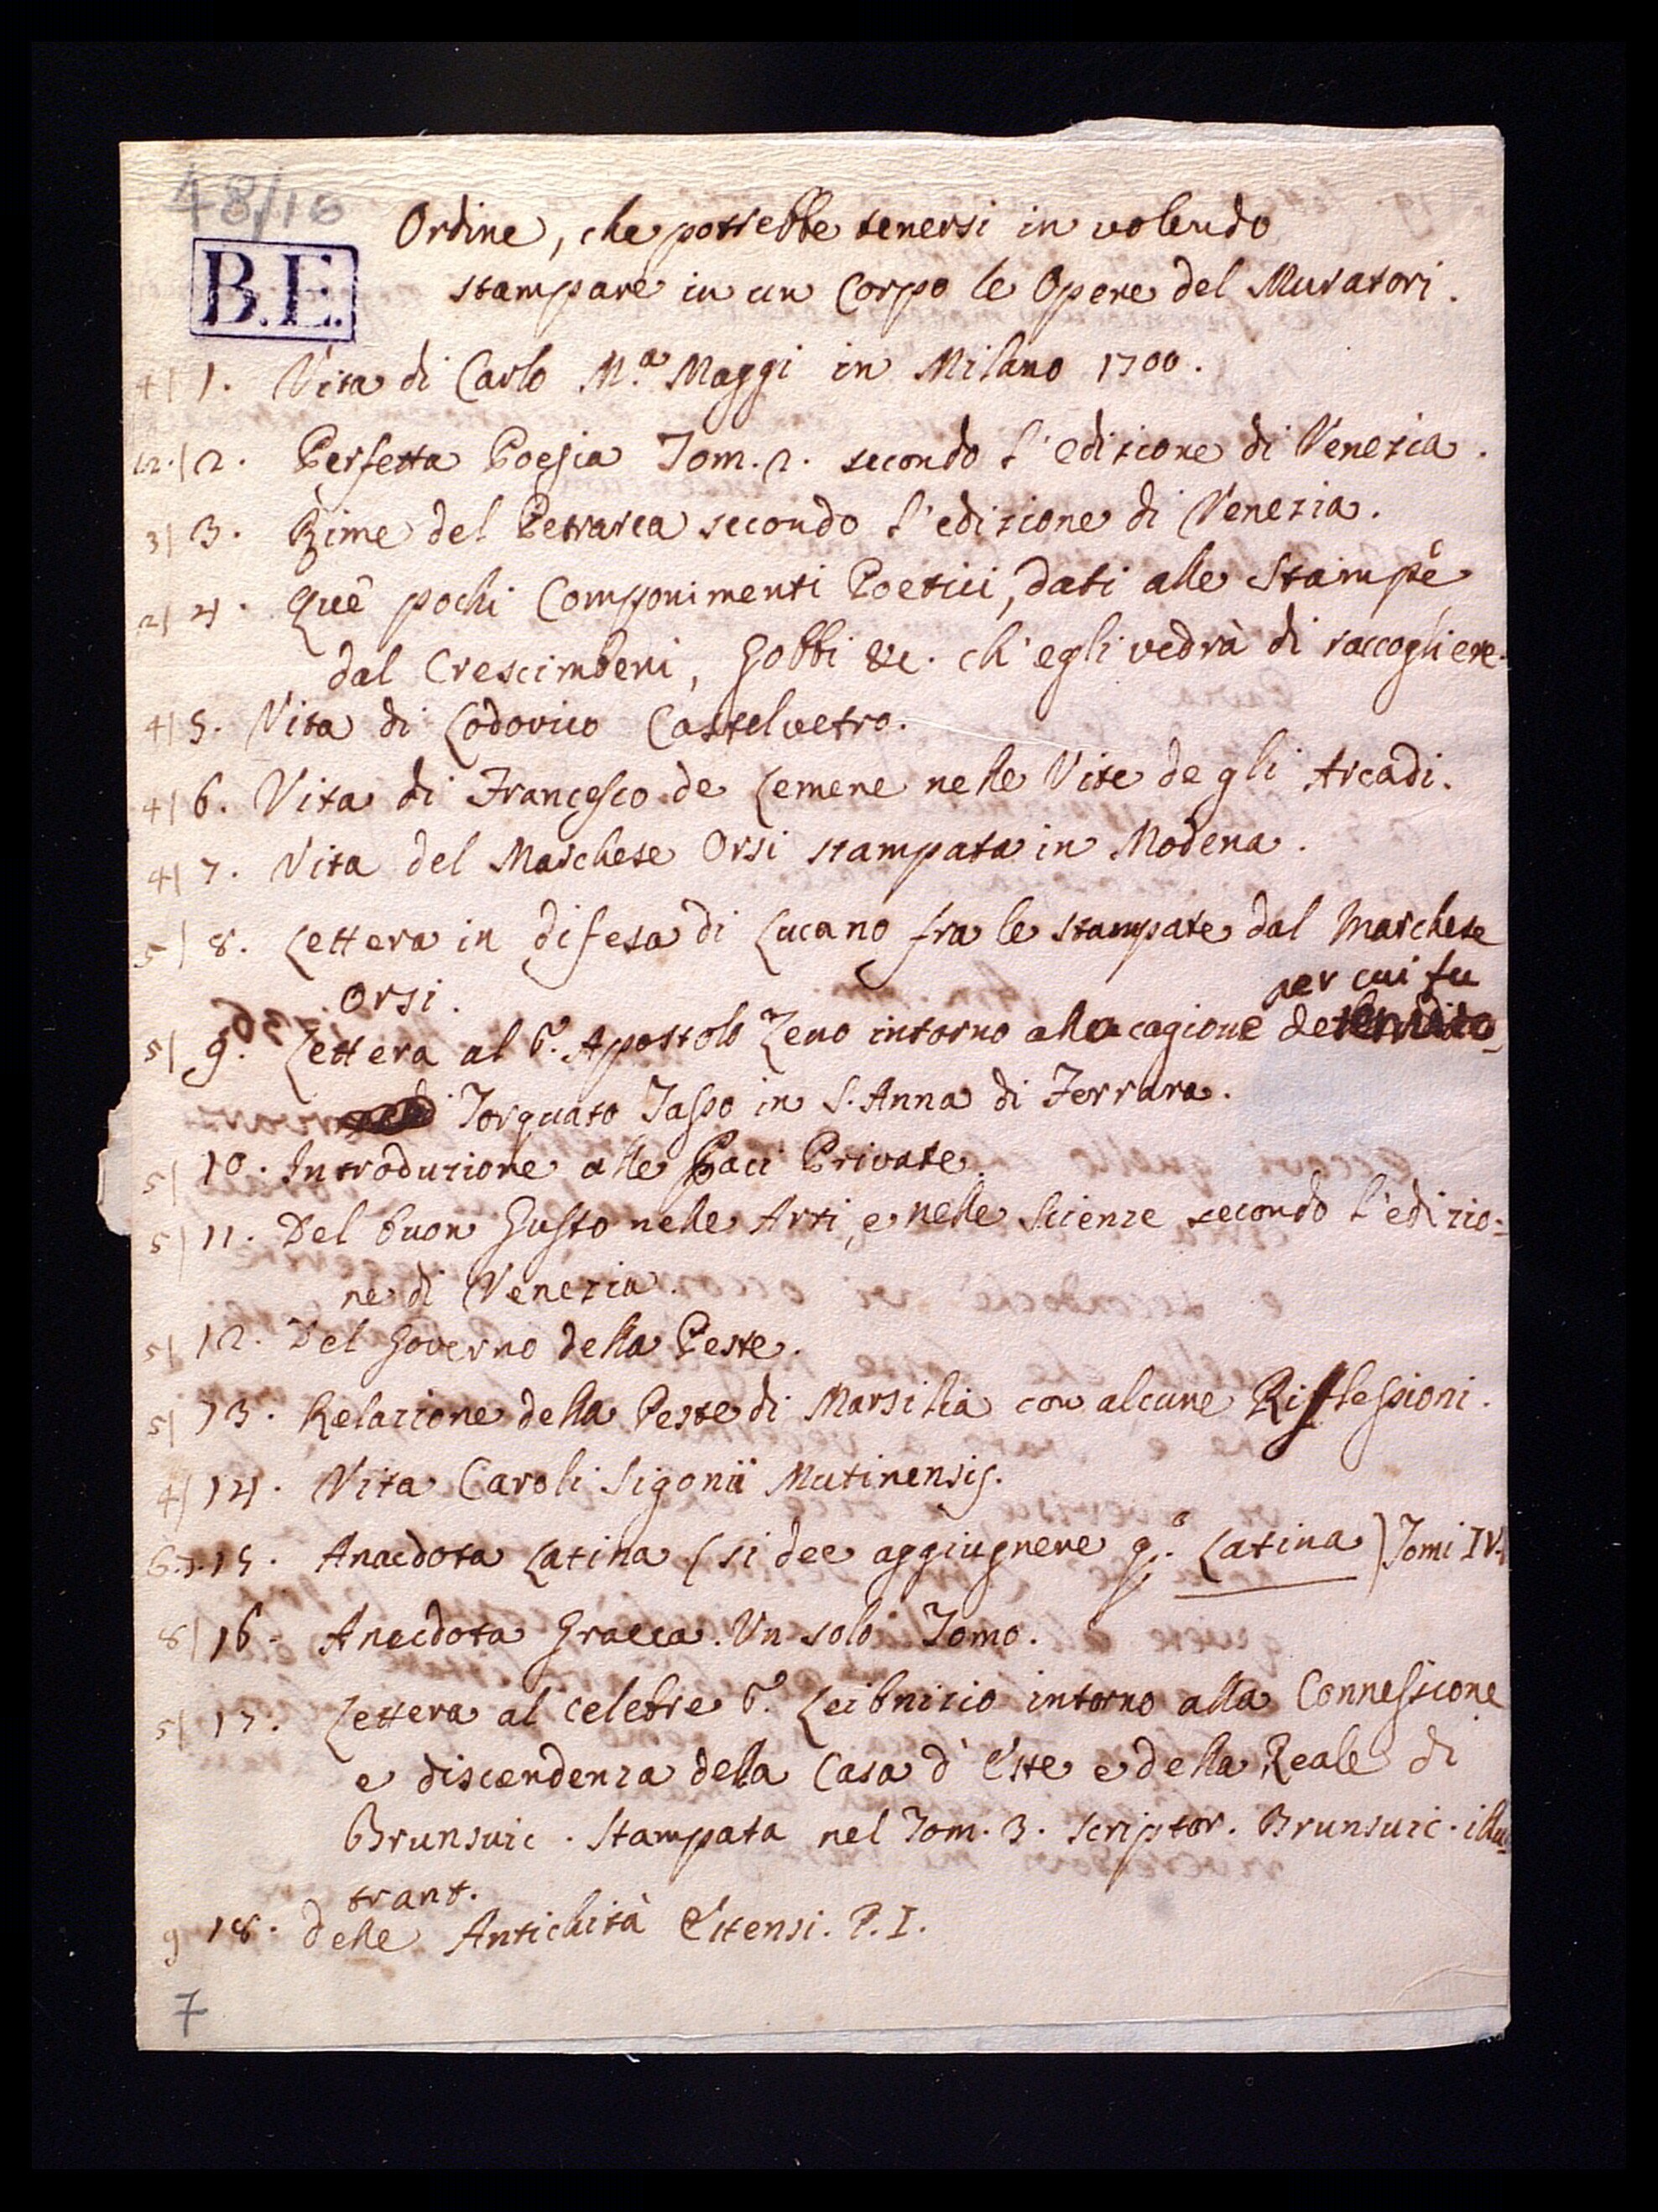 48/16
B.E.
Ordine, che potrebbe tenersi in volendo
stampare in un Corpo le Opere del Muratori.
4| 1. Vita di Carlo M.a Maggi in Milano 1700.
1.2.| 2. Perfetta Poesia Tom. 2. secondo l'edizione di Venezia.
3| 3. Rime del Petrarca secondo l'edizione di Venezia.
2| 4. Què pochi Componimenti Poetici, dati alle Stampe
dal Crescimbeni, Gobbi &c. ch'egli vedrà di raccogliere.
4| 5. Vita di Lodovico Castelvetro.
4| 6. Vita di Francesco de Lemene nelle Vite degli Arcadi.
4| 7. Vita del Marchese Orsi stampata in Modena.
5| 8. Lettera in difesa di Lucano fra le stampate dal Marchese
Orsi.
per cui fu
5| 9. Lettera al S. Apostolo Zeno intorno alla cagione
Torquato Tasso in S. Anna di Ferrara.
5| 10. Introduzione alle Paci Private.
5| 11. Del buon Gusto nelle Arti, e nelle Scienze secondo l'edizio-
ne di Venezia.
5| 12. Del Governo della Peste.
5| 13. Relazione della Peste di Marsilia con alcune Riflessioni.
4| 14. Vita Caroli Sigonii Mutinensis.
6.7. 15. Anecdota Latina (si dee aggiugnere q.a Latina) Tomi IV.
8| 16. Anecdota Graeca. Un solo Tomo.
5| 17. Lettera al celebre S. Leibnizio intorno alla Connessione
e discendenza della Casa d'Este e della Reale di
Brunsuic. Stampata nel Tom. 3. scriptor. Brunsuic. illus-
trant.
9 18. delle Antichità Estensi. P. I.
7